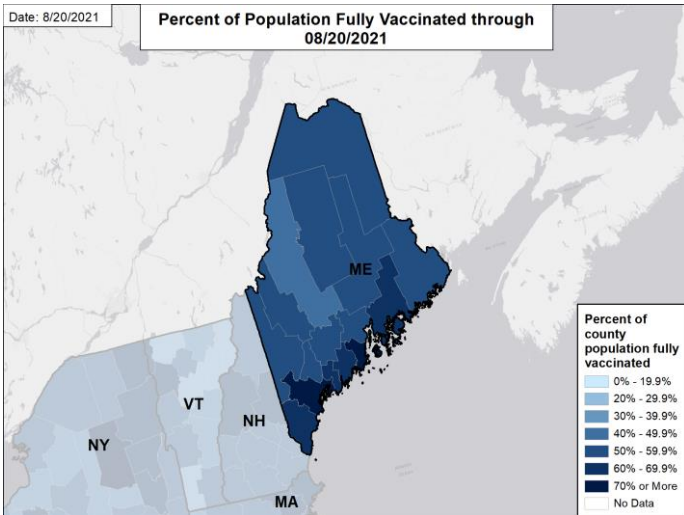 Date: 8/20/2021
Percent of Population Fully Vaccinated through
08/20/2021
ME
VT
NH
NY
MA
Percent of
county
population fully
vaccinated
0% - 19.9%
20% - 29.9%
30% - 39.9%
40% - 49.9%
50% - 59.9%
60% - 69.9%
70% or More
No Data